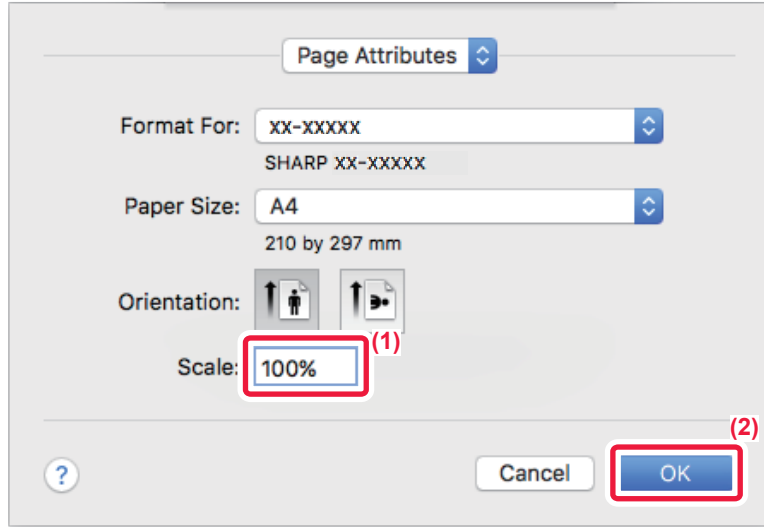 Page Attributes
Format For: xx-xxxxx
SHARP xx-xxxxx
Paper Size: A4
210 by 297 mm
Orientation:
(1)
Scale: 100%
(2)
? Cancel OK